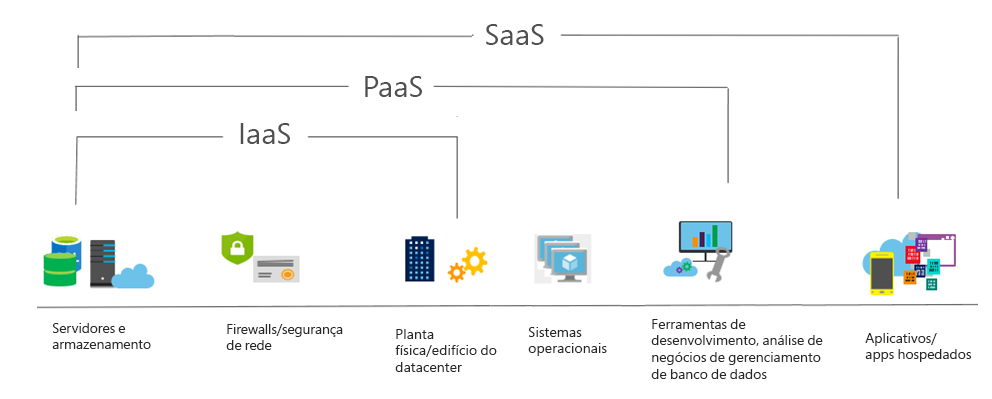 SaaS
PaaS
IaaS
Servidores e
armazenamento
Firewalls/segurança
de rede
Planta
física/edifício do
datacenter
Sistemas
operacionais
Ferramentas de
desenvolvimento, análise de
negócios de gerenciamento
de banco de dados
Aplicativos/
apps hospedados